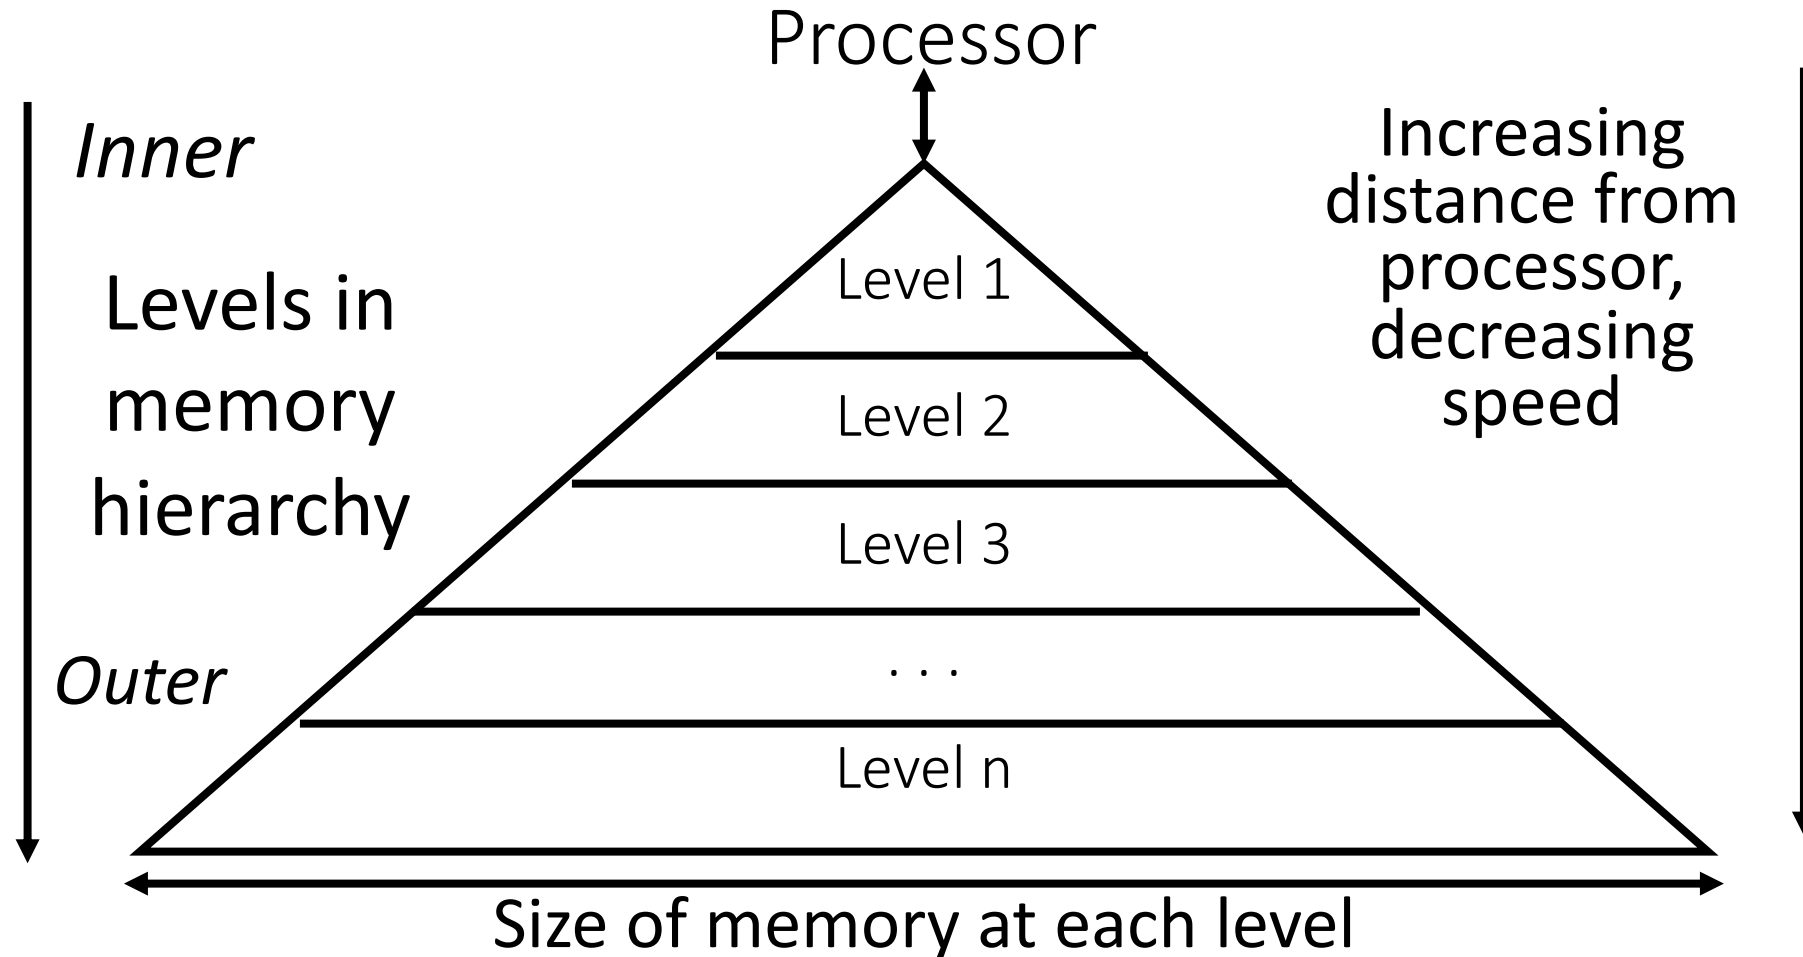 Processor
Inner
Levels in
memory
hierarchy
Outer
Increasing
distance from
processor,
decreasing
speed
Level 1
Level 2
Level 3
. . .
Level n
Size of memory at each level